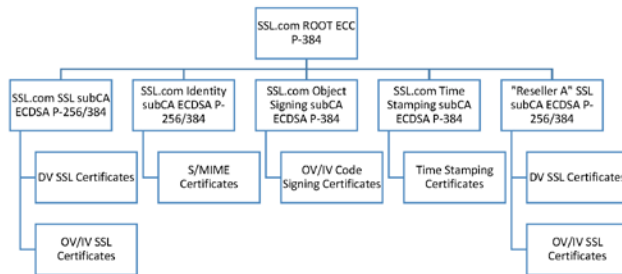 SSL.com ROOT ECC
P-384
SSL.com SSL subCA
ECDSA P-256/384
SSL.com Identity
subCA ECDSA P-
256/384
SSL.com Object
Signing subCA
ECDSA P-384
SSL.com Time
Stamping subCA
ECDSA P-384
"Reseller A" SSL
subCA ECDSA P-
256/384
DV SSL Certificates
S/MIME
Certificates
OV/IV Code
Signing Certificates
Time Stamping
Certificates
DV SSL Certificates
OV/IV SSL
Certificates
OV/IV SSL
Certificates